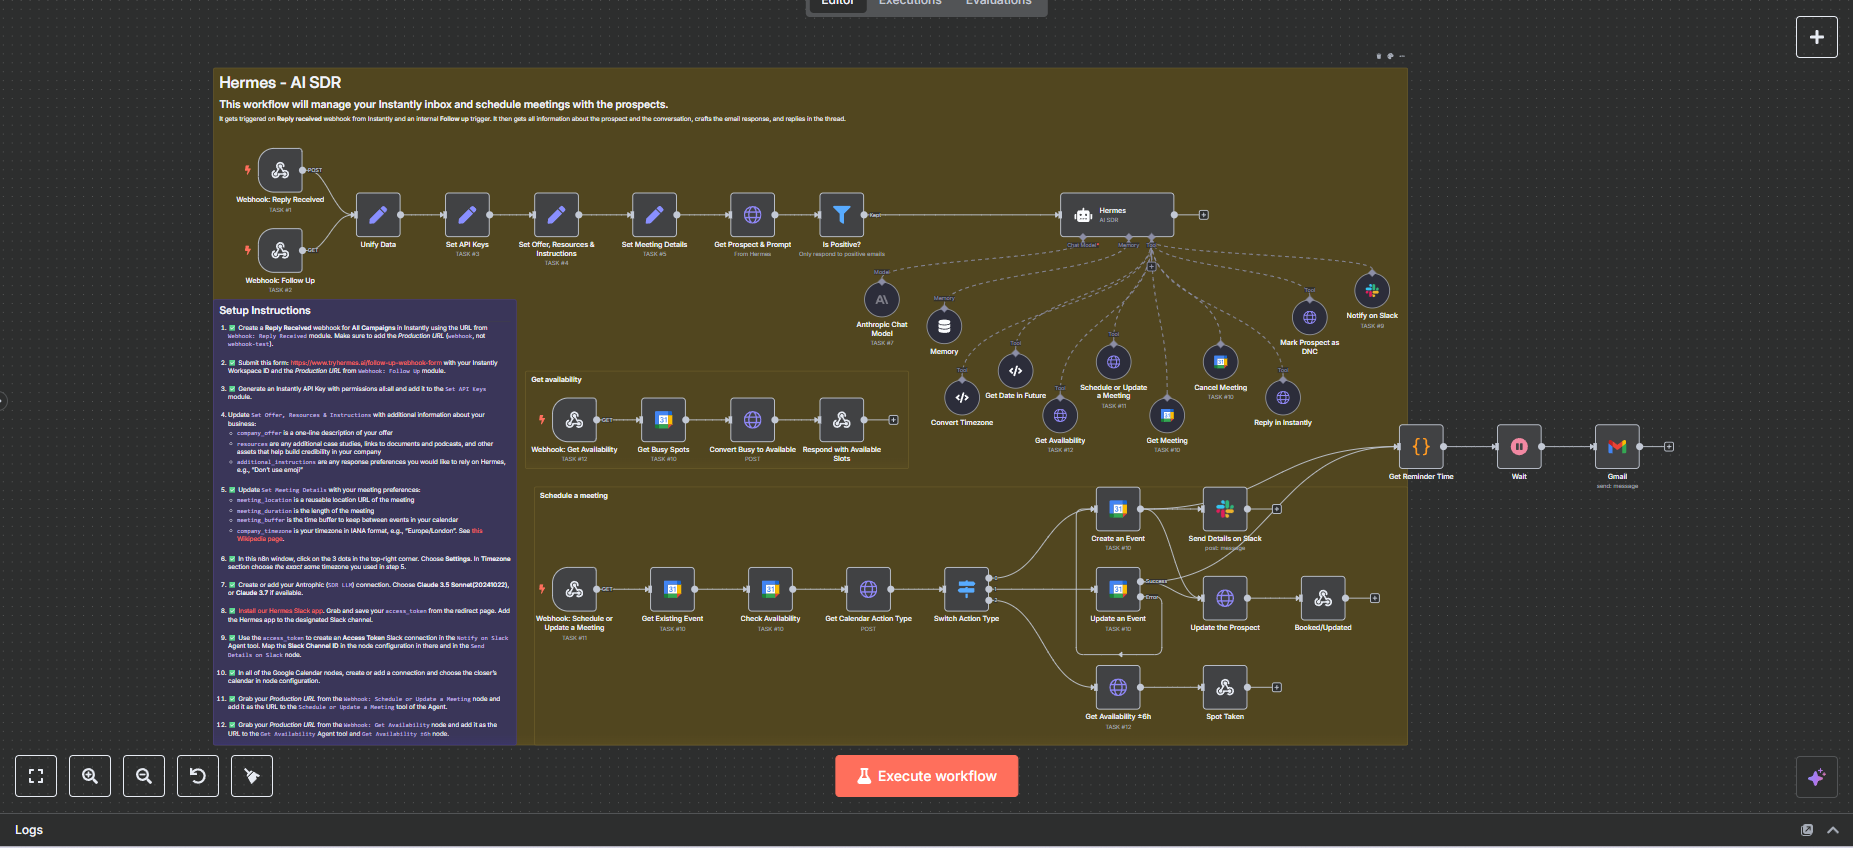 Editor
Executions
Evaluations
Hermes - AI SDR
This workflow will manage your Instantly inbox and schedule meetings with the prospects.
It gets triggered on Reply received webhook from Instantly and an internal Follow up trigger. It then gets all information about the prospect and the conversation, crafts the email response, and replies in the thread.
POST
Webhook: Reply Received
TASK #1
GET
Webhook: Follow Up
TASK #2
Unify Data
Set API Keys
TASK #3
Set Offer, Resources &
Instructions
TASK #4
Set Meeting Details
TASK #5
Get Prospect & Prompt
From Hermes
Kept
Is Positive?
Only respond to positive emails
Hermes
AI SDR
Chat Model*
Memory
Tool
Model
Anthropic Chat
Model
TASK #7
Memory
Memory
Tool
Convert Timezone
Tool
Get Date in Future
Tool
Get Availability
TASK #12
Tool
Schedule or Update
a Meeting
TASK #11
Get Meeting
TASK #10
Cancel Meeting
TASK #10
Tool
Reply in Instantly
Tool
Mark Prospect as
DNC
Notify on Slack
TASK #9
Setup Instructions
1. ✅ Create a Reply Received webhook for All Campaigns in Instantly using the URL from
Webhook: Reply Received module. Make sure to add the Production URL (webhook, not
webhook-test).
2. ✅ Submit this form: https://www.tryhermes.ai/follow-up-webhook-form with your Instantly
Workspace ID and the Production URL from Webhook: Follow Up module.
3. ✅ Generate an Instantly API Key with permissions all:all and add it to the Set API Keys
module.
4. Update Set Offer, Resources & Instructions with additional information about your
business:
company_offer is a one-line description of your offer
resources are any additional case studies, links to documents and podcasts, and other
assets that help build credibility in your company
additional_instructions are any response preferences you would like to rely on Hermes,
e.g., "Don't use emoji"
5. ✅ Update Set Meeting Details with your meeting preferences:
meeting_location is a reusable location URL of the meeting
meeting_duration is the length of the meeting
meeting_buffer is the time buffer to keep between events in your calendar
company_timezone is your timezone in IANA format, e.g., "Europe/London". See this
Wikipedia page.
6. ✅ In this n8n window, click on the 3 dots in the top-right corner. Choose Settings. In Timezone
section choose the exact same timezone you used in step 5.
7. ✅ Create or add your Antrophic (SDR LLM) connection. Choose Claude 3.5 Sonnet(20241022),
or Claude 3.7 if available.
8. ✅ Install our Hermes Slack app. Grab and save your access_token from the redirect page. Add
the Hermes app to the designated Slack channel.
9. ✅ Use the access_token to create an Access Token Slack connection in the Notify on Slack
Agent tool. Map the Slack Channel ID in the node configuration in there and in the Send
Details on Slack node.
10. ✅ In all of the Google Calendar nodes, create or add a connection and choose the closer's
calendar in node configuration.
11. ✅ Grab your Production URL from the Webhook: Schedule or Update a Meeting node and
add it as the URL to the Schedule or Update a Meeting tool of the Agent.
12. ✅ Grab your Production URL from the Webhook: Get Availability node and add it as the
URL to the Get Availability Agent tool and Get Availability ±6h node.
Get availability
GET
Webhook: Get Availability
TASK #12
31
Get Busy Spots
TASK #10
Convert Busy to Available
POST
Respond with Available
Slots
Schedule a meeting
GET
Webhook: Schedule or
Update a Meeting
TASK #11
31
Get Existing Event
TASK #10
31
Check Availability
TASK #10
Get Calendar Action Type
POST
Switch Action Type
31
Create an Event
TASK #10
Send Details on Slack
post: message
31
Success
Error
Update an Event
TASK #10
Update the Prospect
Booked/Updated
Get Availability ±6h
TASK #12
Spot Taken
Get Reminder Time
Wait
Gmail
send: message
Execute workflow
Logs